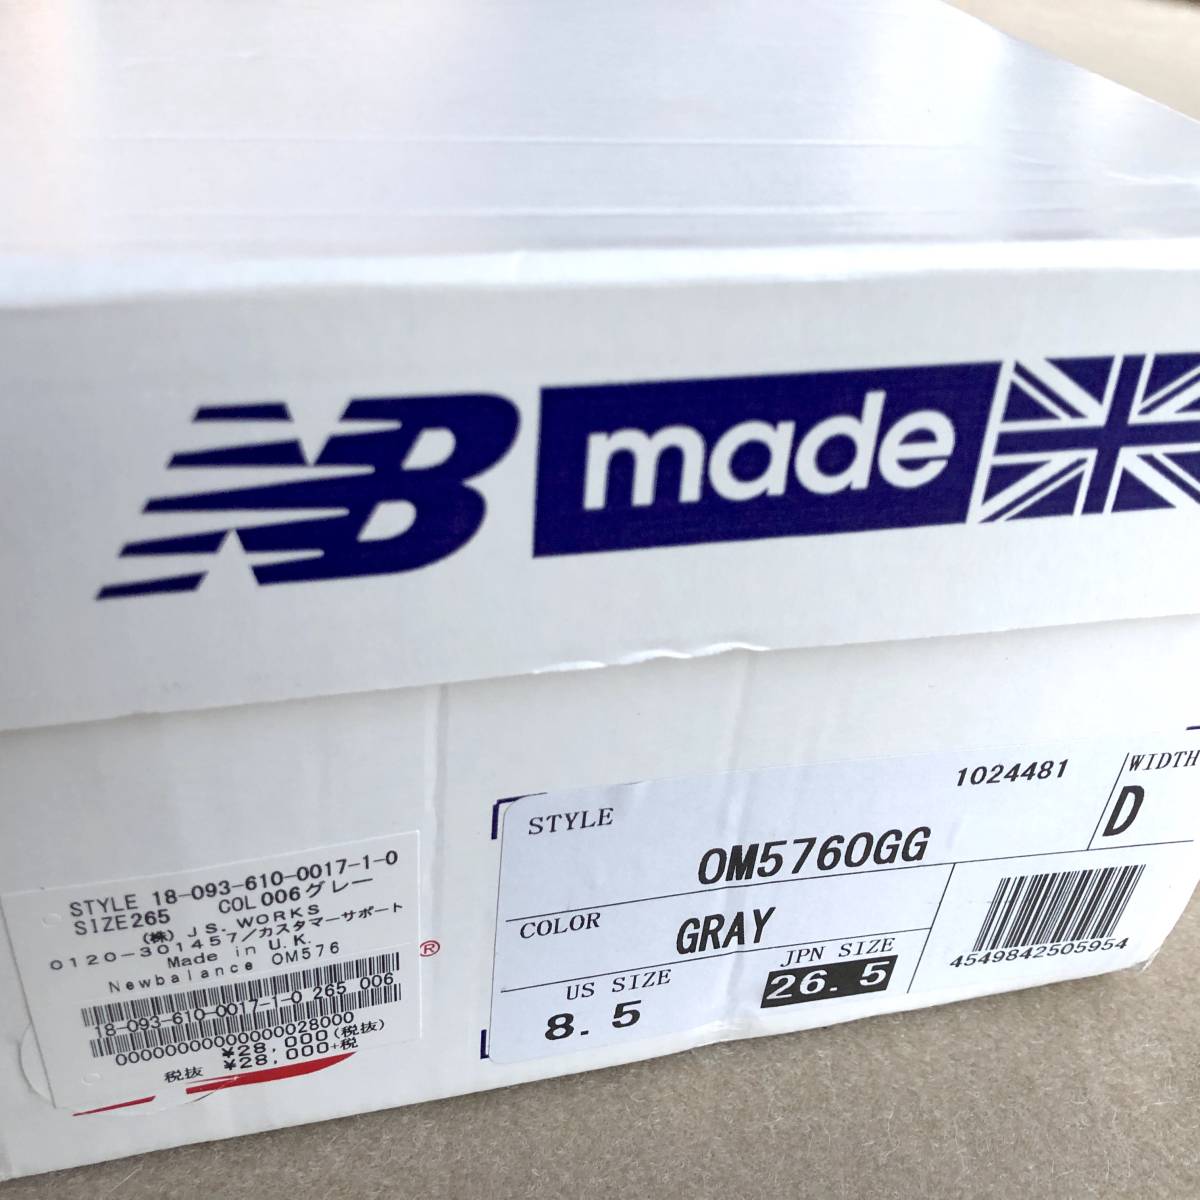 NB made
STYLE 1024481 WIDTH
OM576OGG D
COLOR GRAY
US SIZE JPN SIZE
8.5 26.5
4549842505954
STYLE 18-093-610-0017-1-0
SIZE265 COL006グレー
(株) J.S.WORKS
0120-301457/カスタマーサポート
Made in U.K.
Newbalance OM576
18-093-610-0017-1-0 265 006
0000000000000028000
¥28,000(税抜)
税抜 ¥28,000+税
®